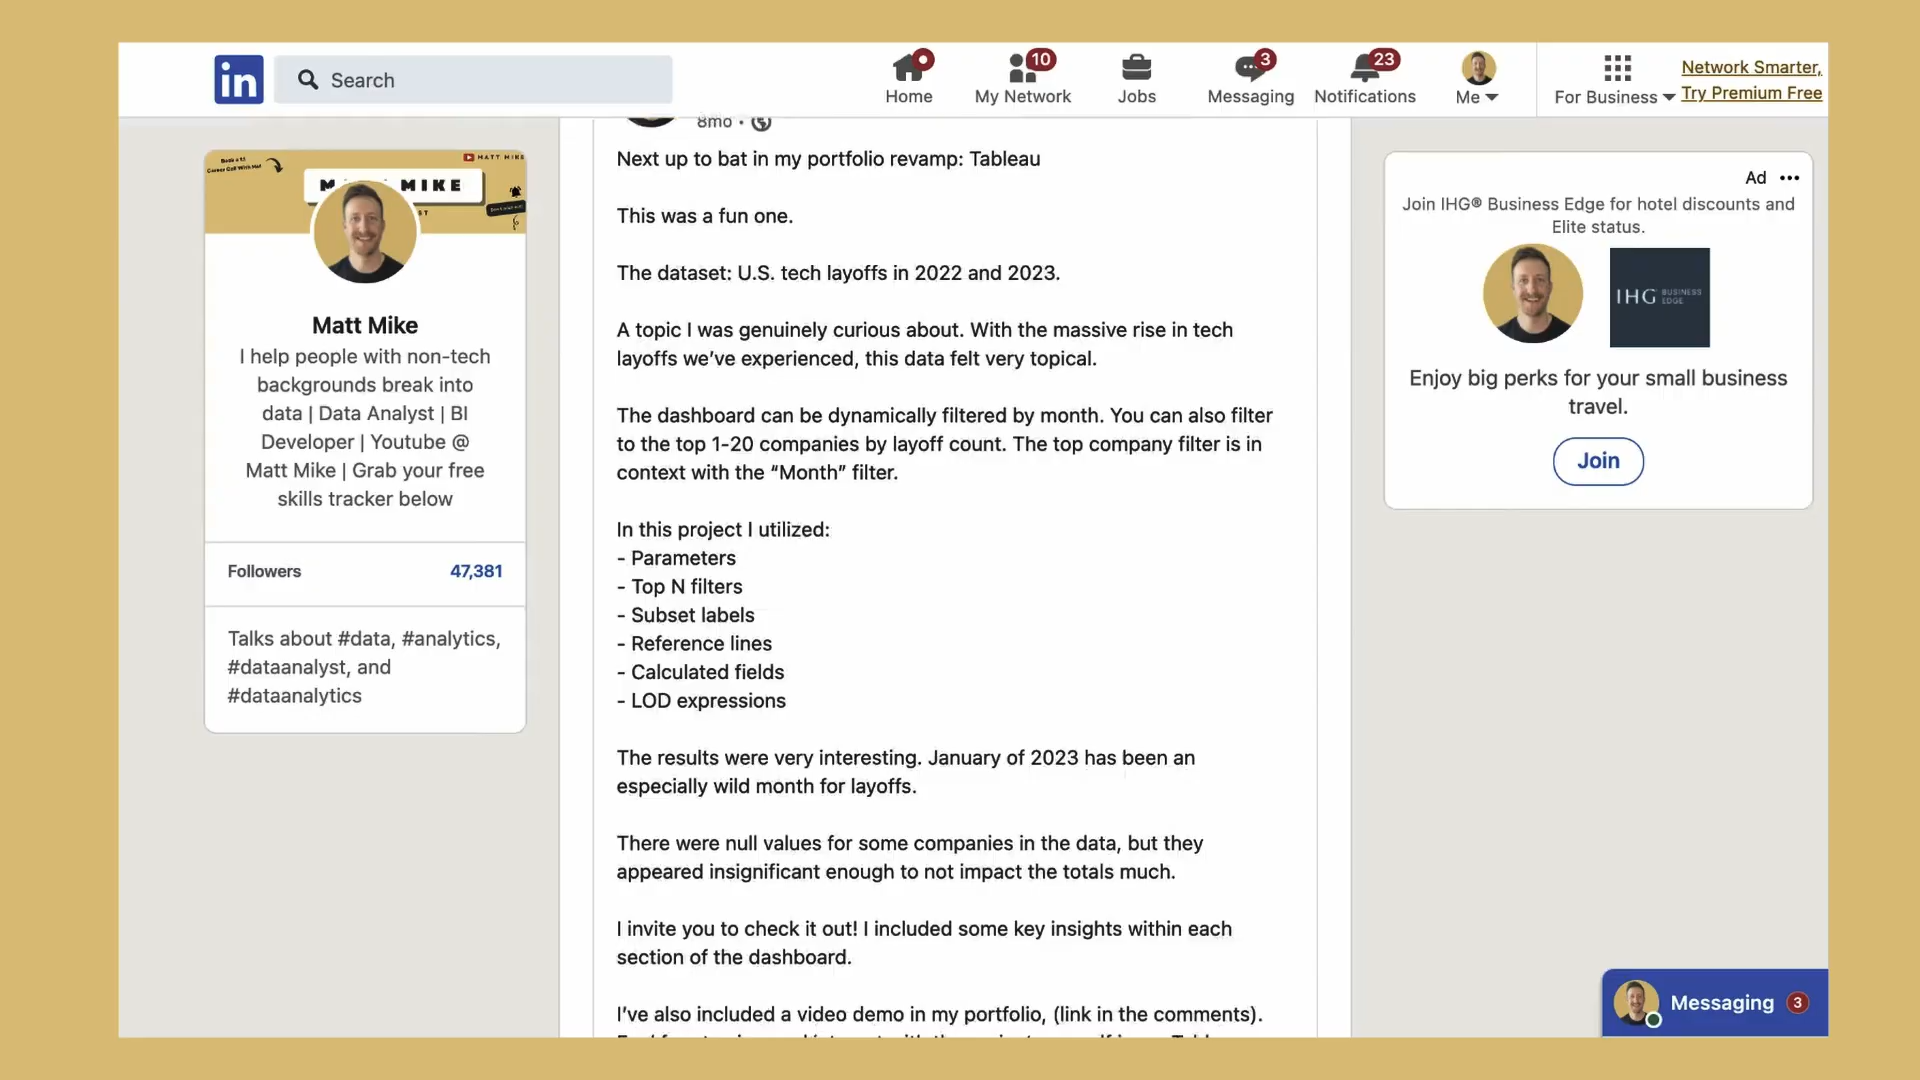 in
Search
Home
10
My Network
Jobs
3
Messaging
23
Notifications
Me
For Business
Network Smarter,
Try Premium Free
Book a 1:1
Career Call With Me!
MATT MIKE
MIKE
Matt Mike
I help people with non-tech
backgrounds break into
data | Data Analyst | BI
Developer | Youtube @
Matt Mike | Grab your free
skills tracker below
Followers 47,381
Talks about #data, #analytics,
#dataanalyst, and
#dataanalytics
8mo •
Next up to bat in my portfolio revamp: Tableau
This was a fun one.
The dataset: U.S. tech layoffs in 2022 and 2023.
A topic I was genuinely curious about. With the massive rise in tech
layoffs we’ve experienced, this data felt very topical.
The dashboard can be dynamically filtered by month. You can also filter
to the top 1-20 companies by layoff count. The top company filter is in
context with the “Month” filter.
In this project I utilized:
- Parameters
- Top N filters
- Subset labels
- Reference lines
- Calculated fields
- LOD expressions
The results were very interesting. January of 2023 has been an
especially wild month for layoffs.
There were null values for some companies in the data, but they
appeared insignificant enough to not impact the totals much.
I invite you to check it out! I included some key insights within each
section of the dashboard.
I’ve also included a video demo in my portfolio, (link in the comments).
Ad •••
Join IHG® Business Edge for hotel discounts and
Elite status.
IHG BUSINESS
EDGE
Enjoy big perks for your small business
travel.
Join
Messaging 3